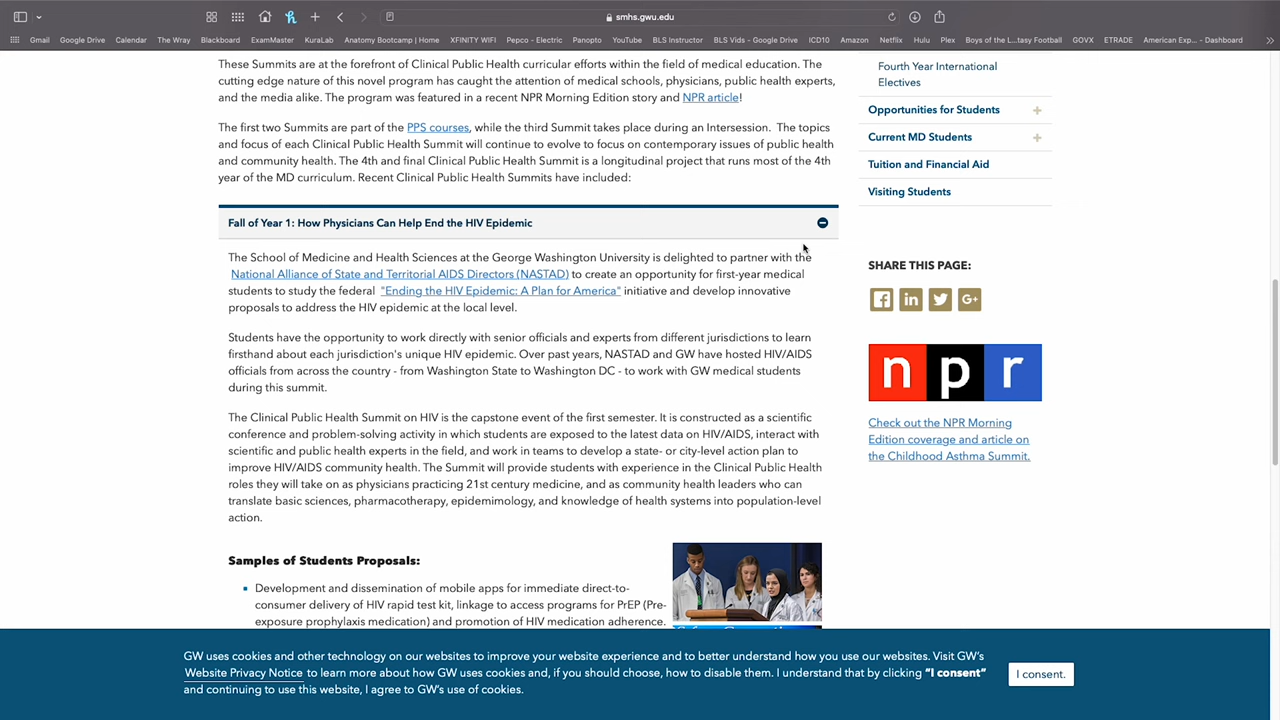 smhs.gwu.edu
Gmail Google Drive Calendar The Wray Blackboard ExamMaster KuraLab Anatomy Bootcamp | Home XFINITY WIFI Pepco - Electric Panopto YouTube BLS Instructor BLS Vids - Google Drive ICD10 Amazon Netflix Hulu Plex Boys of the L...tasy Football GOVX ETRADE American Exp... - Dashboard
These Summits are at the forefront of Clinical Public Health curricular efforts within the field of medical education. The
cutting edge nature of this novel program has caught the attention of medical schools, physicians, public health experts,
and the media alike. The program was featured in a recent NPR Morning Edition story and NPR article!
The first two Summits are part of the PPS courses, while the third Summit takes place during an Intersession. The topics
and focus of each Clinical Public Health Summit will continue to evolve to focus on contemporary issues of public health
and community health. The 4th and final Clinical Public Health Summit is a longitudinal project that runs most of the 4th
year of the MD curriculum. Recent Clinical Public Health Summits have included:
Fall of Year 1: How Physicians Can Help End the HIV Epidemic
The School of Medicine and Health Sciences at the George Washington University is delighted to partner with the
National Alliance of State and Territorial AIDS Directors (NASTAD) to create an opportunity for first-year medical
students to study the federal "Ending the HIV Epidemic: A Plan for America" initiative and develop innovative
proposals to address the HIV epidemic at the local level.
Students have the opportunity to work directly with senior officials and experts from different jurisdictions to learn
firsthand about each jurisdiction's unique HIV epidemic. Over past years, NASTAD and GW have hosted HIV/AIDS
officials from across the country - from Washington State to Washington DC - to work with GW medical students
during this summit.
The Clinical Public Health Summit on HIV is the capstone event of the first semester. It is constructed as a scientific
conference and problem-solving activity in which students are exposed to the latest data on HIV/AIDS, interact with
scientific and public health experts in the field, and work in teams to develop a state- or city-level action plan to
improve HIV/AIDS community health. The Summit will provide students with experience in the Clinical Public Health
roles they will take on as physicians practicing 21st century medicine, and as community health leaders who can
translate basic sciences, pharmacotherapy, epidemimology, and knowledge of health systems into population-level
action.
Samples of Students Proposals:
Development and dissemination of mobile apps for immediate direct-to-
consumer delivery of HIV rapid test kit, linkage to access programs for PrEP (Pre-
exposure prophylaxis medication) and promotion of HIV medication adherence.
Fourth Year International
Electives
Opportunities for Students
Current MD Students
Tuition and Financial Aid
Visiting Students
SHARE THIS PAGE:
npr
Check out the NPR Morning
Edition coverage and article on
the Childhood Asthma Summit.
GW uses cookies and other technology on our websites to improve your website experience and to better understand how you use our websites. Visit GW's
Website Privacy Notice to learn more about how GW uses cookies and, if you should choose, how to disable them. I understand that by clicking "I consent"
and continuing to use this website, I agree to GW's use of cookies.
I consent.